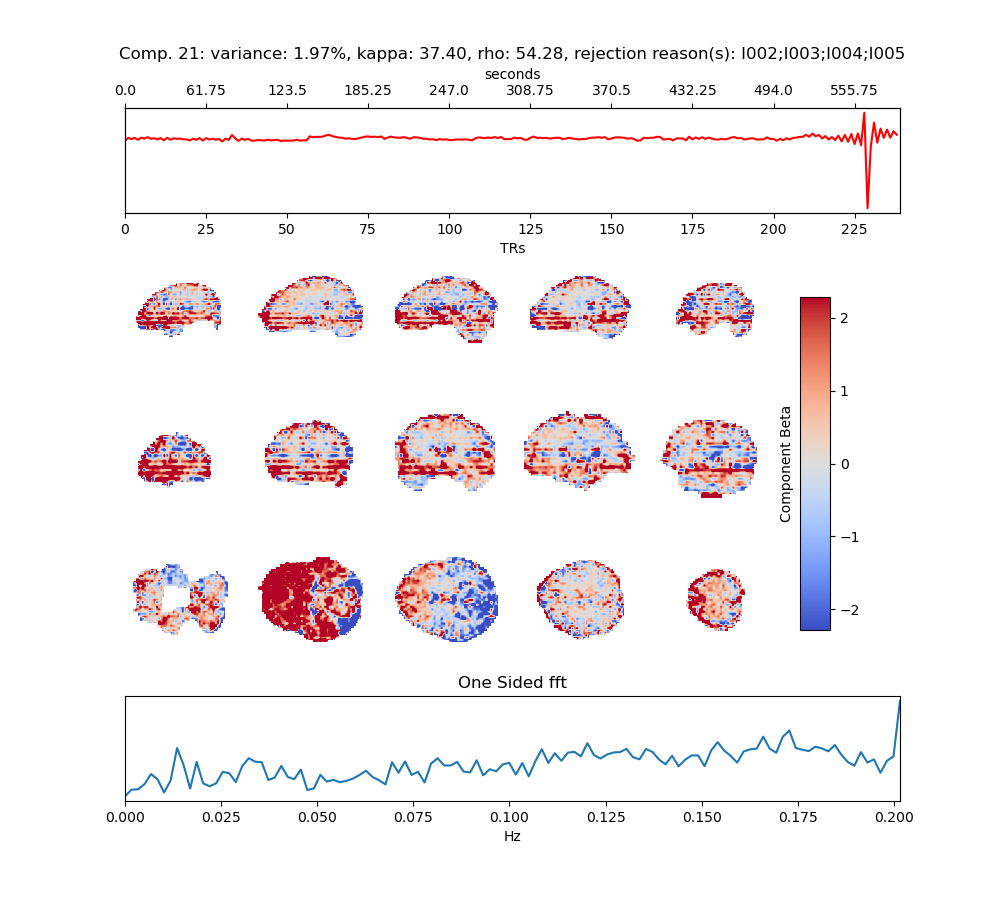 Comp. 21: variance: 1.97%, kappa: 37.40, rho: 54.28, rejection reason(s): I002;I003;I004;I005
seconds
0.0 61.75 123.5 185.25 247.0 308.75 370.5 432.25 494.0 555.75
0 25 50 75 100 125 150 175 200 225
TRs
2
1
0
−1
−2
Component Beta
One Sided fft
0.000 0.025 0.050 0.075 0.100 0.125 0.150 0.175 0.200
Hz